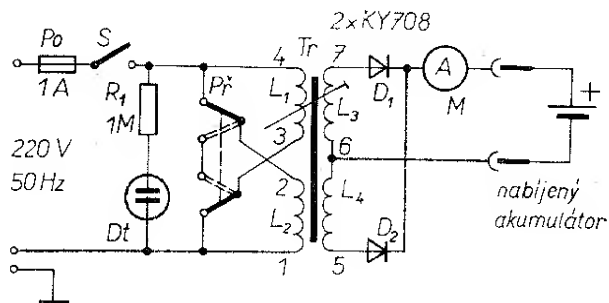 2×KY708
Po
S
1A
R1
1M
220 V
50 Hz
Dt
Př
4
Tr
7
L1
3
2
L2
1
L3
6
L4
5
D1
D2
A
M
+
nabíjený
akumulátor